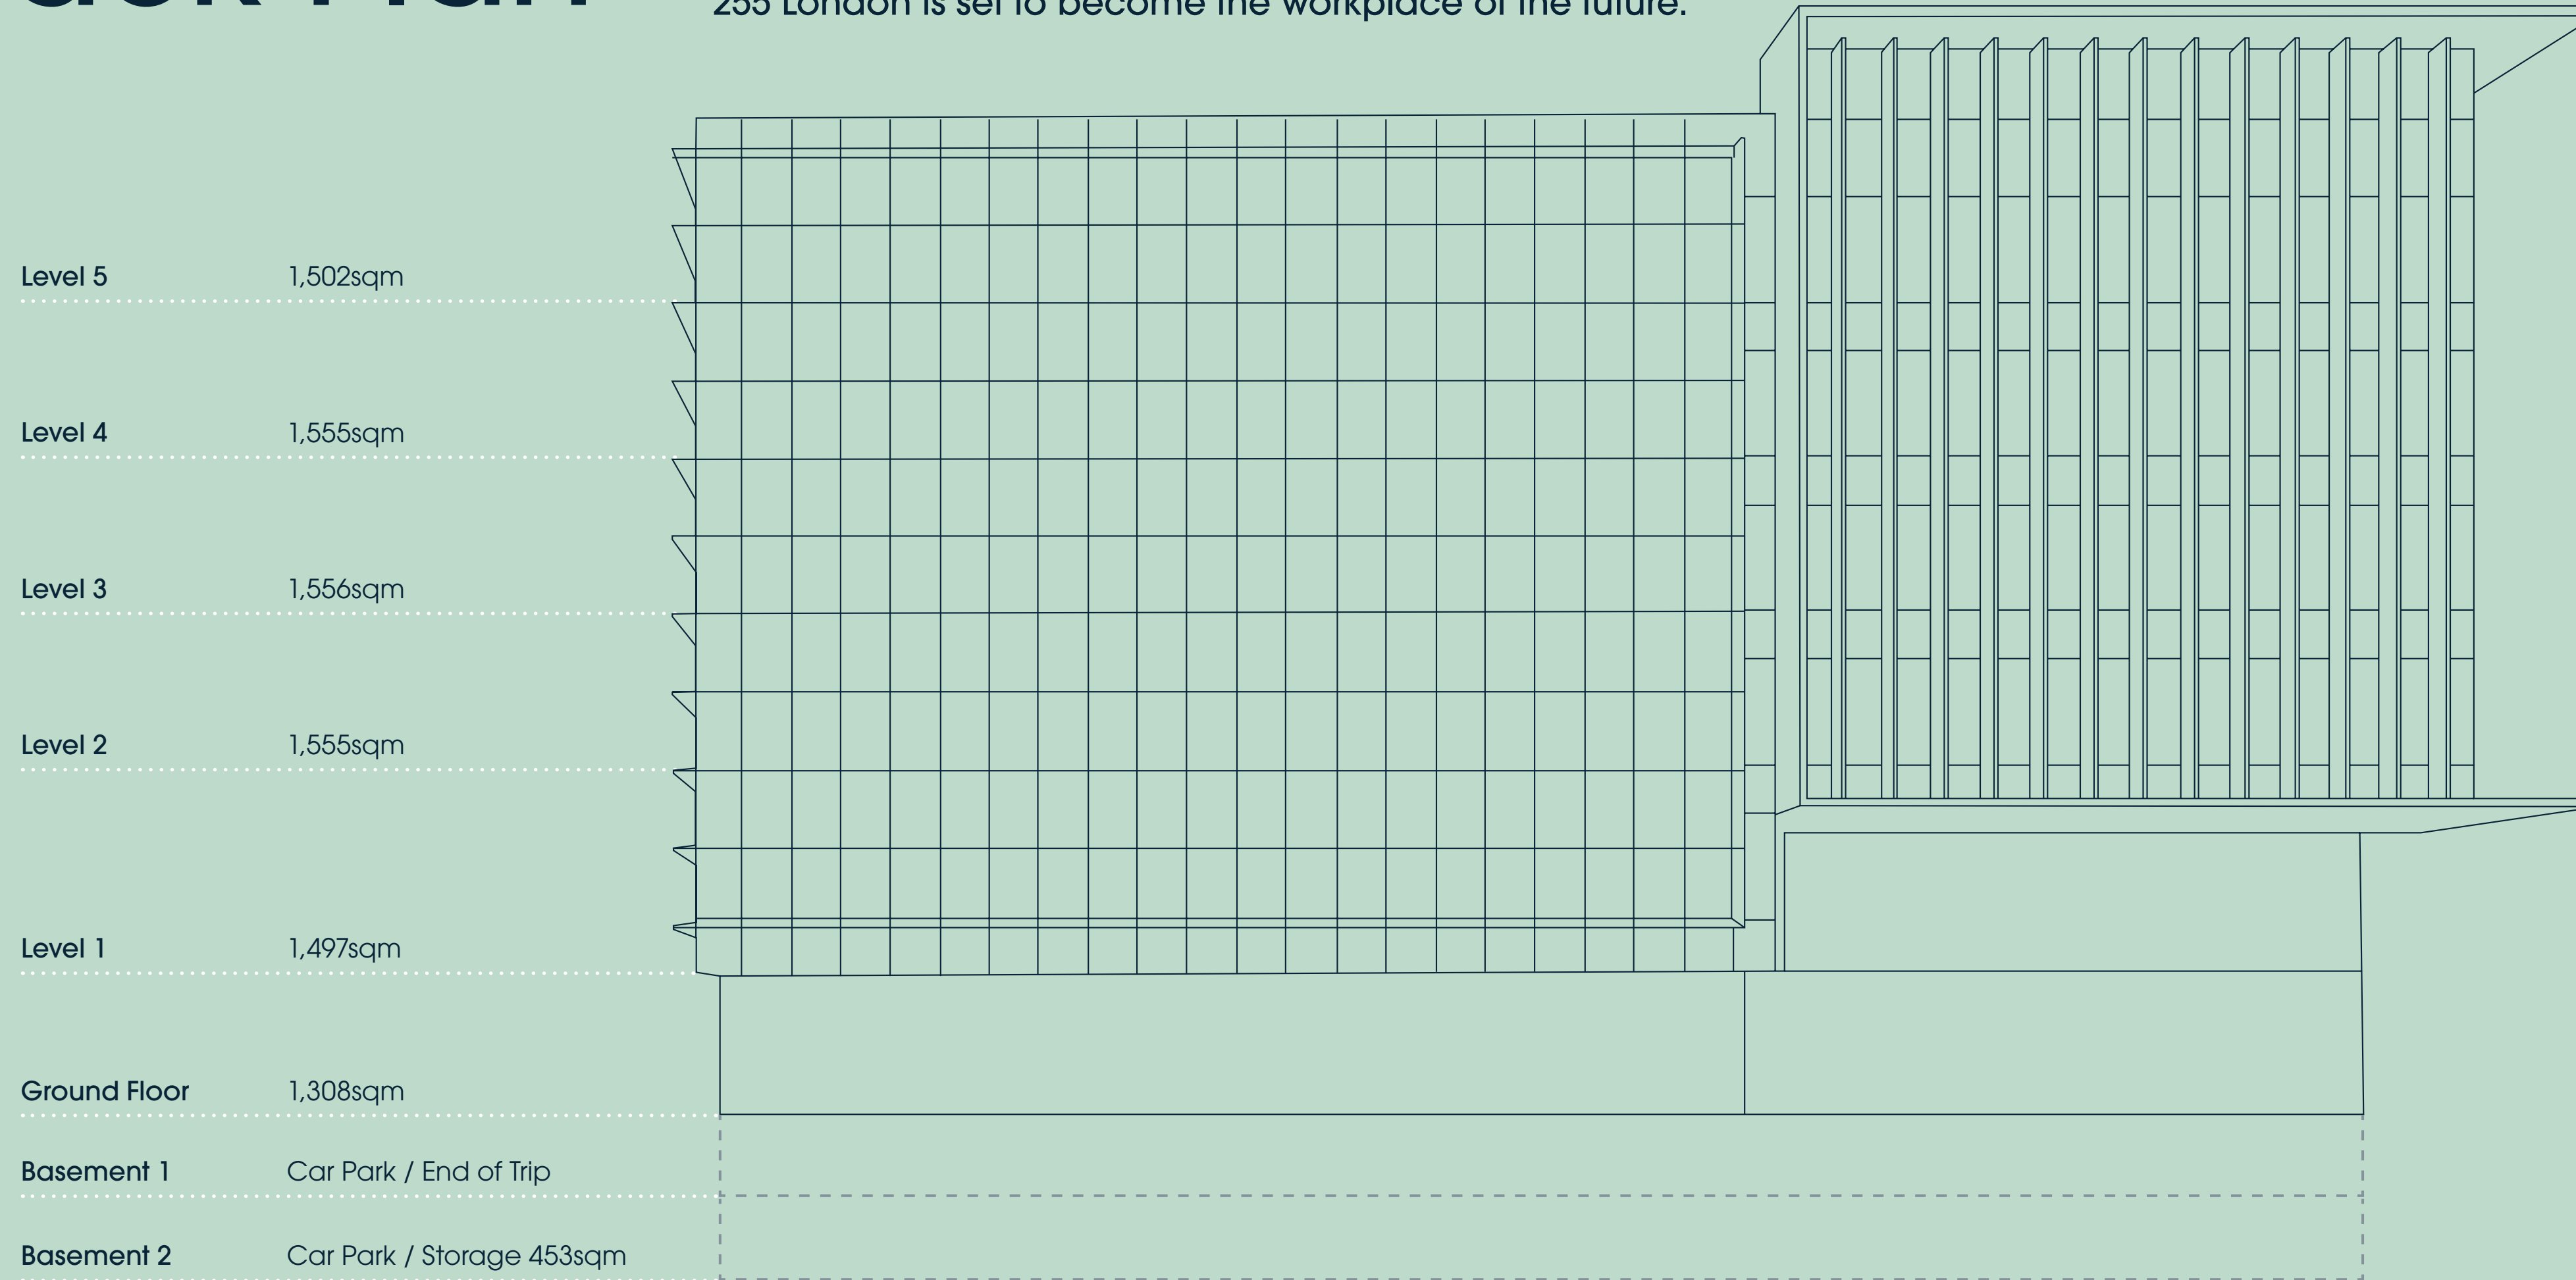 255 London is set to become the workplace of the future.
Level 5 1,502sqm
Level 4 1,555sqm
Level 3 1,556sqm
Level 2 1,555sqm
Level 1 1,497sqm
Ground Floor 1,308sqm
Basement 1 Car Park / End of Trip
Basement 2 Car Park / Storage 453sqm